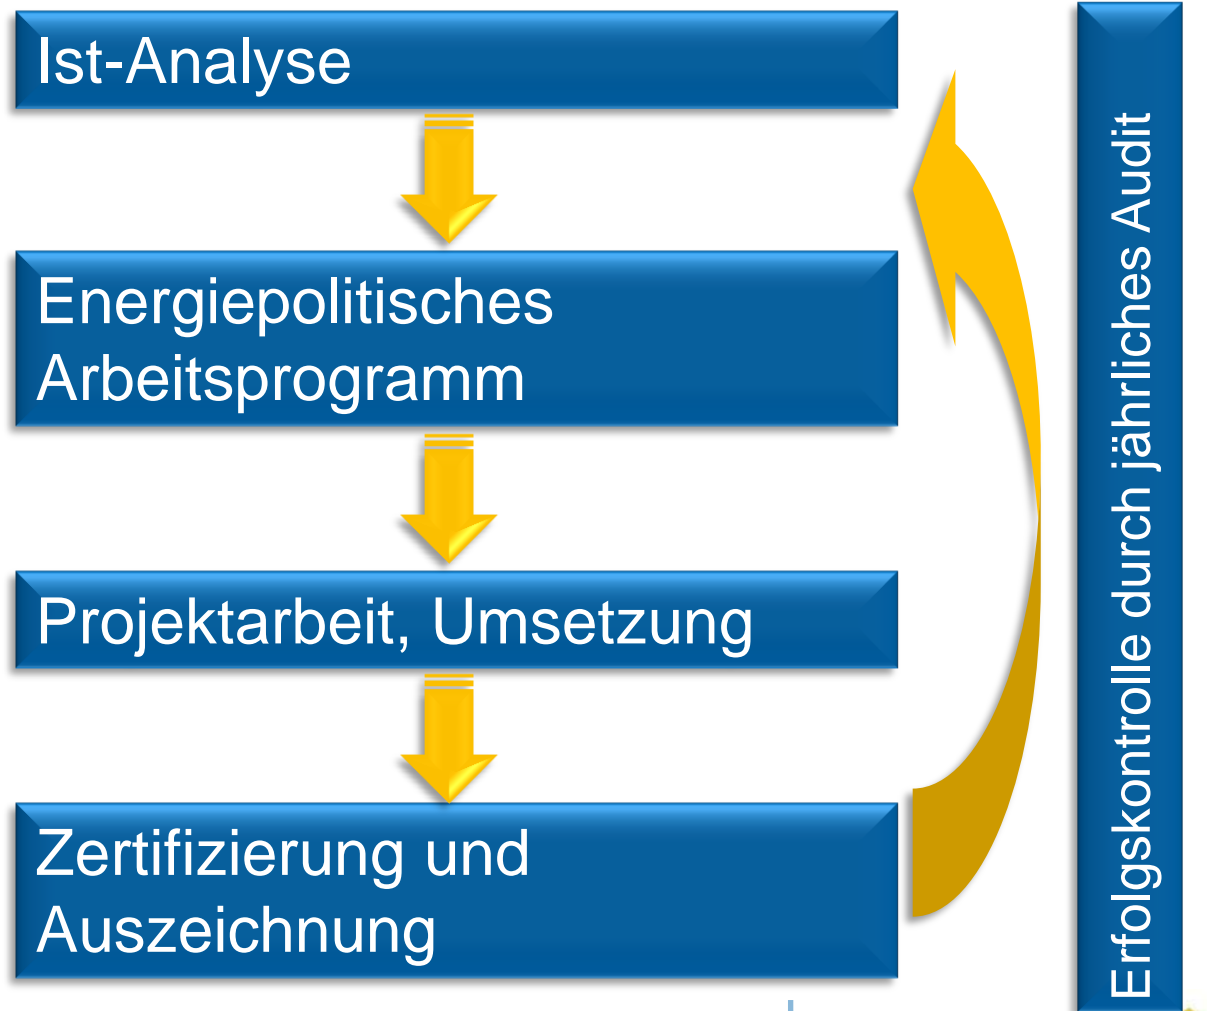 Ist-Analyse
Energiepolitisches
Arbeitsprogramm
Projektarbeit, Umsetzung
Zertifizierung und
Auszeichnung
Erfolgskontrolle durch jährliches Audit